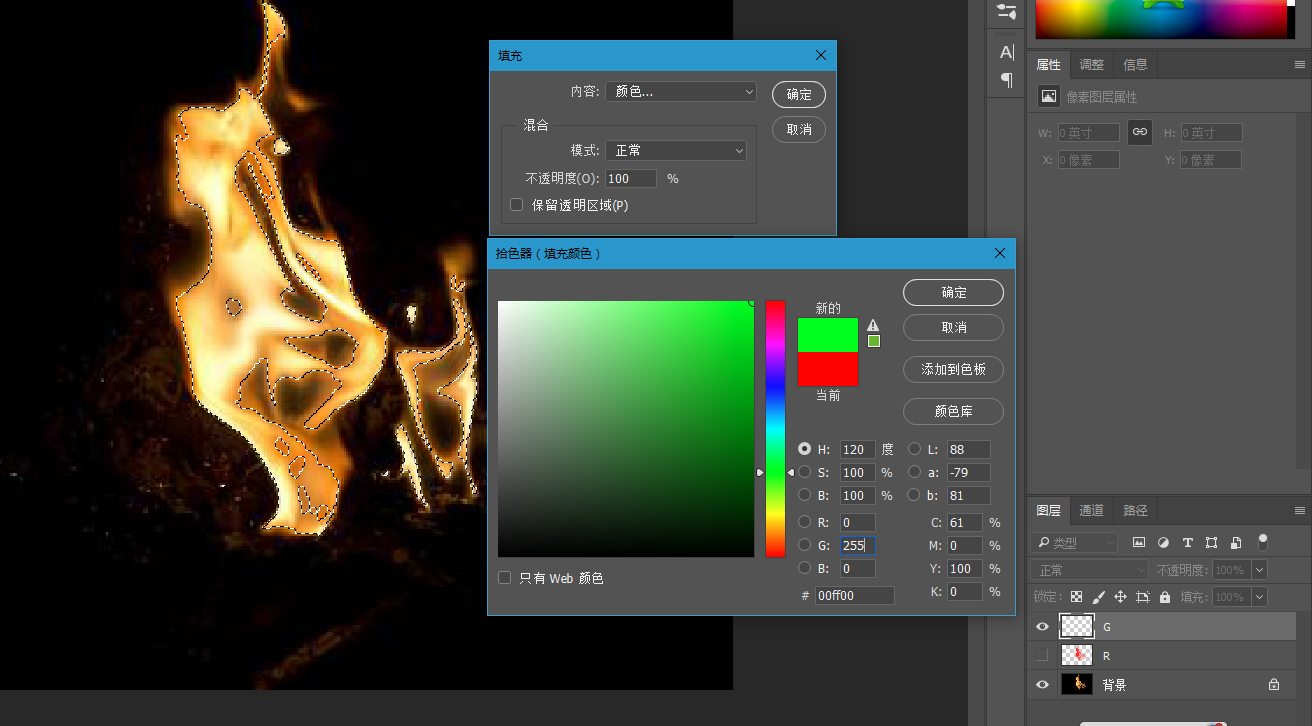 填充
内容: 颜色... 确定
混合 取消
模式: 正常
不透明度(O): 100 %
保留透明区域(P)
拾色器（填充颜色）
新的 确定
取消
当前 添加到色板
颜色库
H: 120 度 L: 88
S: 100 % a: -79
B: 100 % b: 81
R: 0 C: 61 %
G: 255 M: 0 %
B: 0 Y: 100 %
只有 Web 颜色 # 00ff00 K: 0 %
A
属性 调整 信息
像素图层属性
W: 0 英寸 H: 0 英寸
X: 0 像素 Y: 0 像素
图层 通道 路径
类型 T
正常 不透明度: 100%
锁定: 填充: 100%
G
R
背景